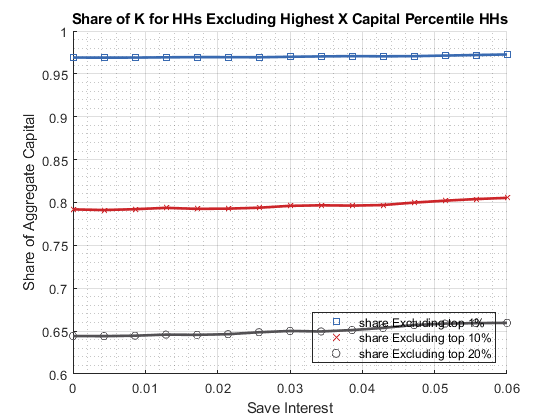 Share of K for HHs Excluding Highest X Capital Percentile HHs
1
0.95
0.9
0.85
0.8
0.75
0.7
0.65
0.6
Share of Aggregate Capital
share Excluding top 1%
share Excluding top 10%
share Excluding top 20%
0 0.01 0.02 0.03 0.04 0.05 0.06
Save Interest